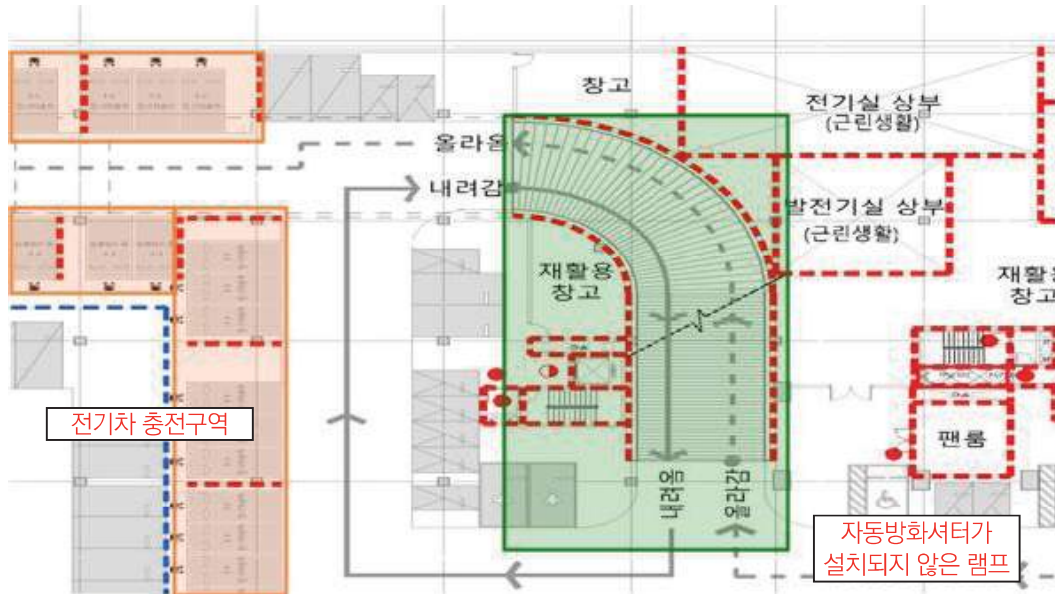 창고
전기실 상부
(근린생활)
올라옴
내려감
발전기실 상부
(근린생활)
재활용
창고
재활용
창고
전기차 충전구역
팬룸
내려옴
올라감
자동방화셔터가
설치되지 않은 램프